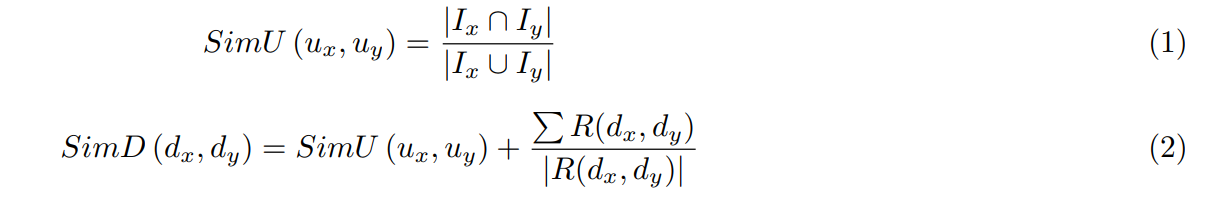 SimU (u_x, u_y) = |I_x ∩ I_y| / |I_x ∪ I_y| (1)
SimD (d_x, d_y) = SimU (u_x, u_y) + ∑ R(d_x, d_y) / |R(d_x, d_y)| (2)